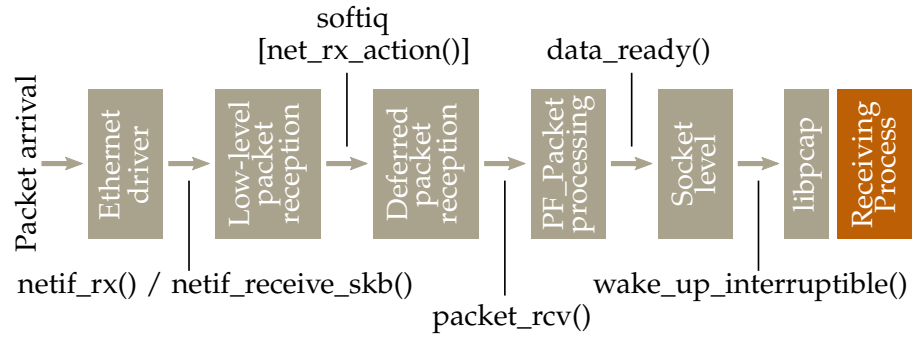 softiq
[net_rx_action()]
data_ready()
Packet arrival
Ethernet
driver
Low-level
packet
reception
Deferred
packet
reception
PF_Packet
processing
Socket
level
libpcap
Receiving
Process
netif_rx() / netif_receive_skb()
packet_rcv()
wake_up_interruptible()